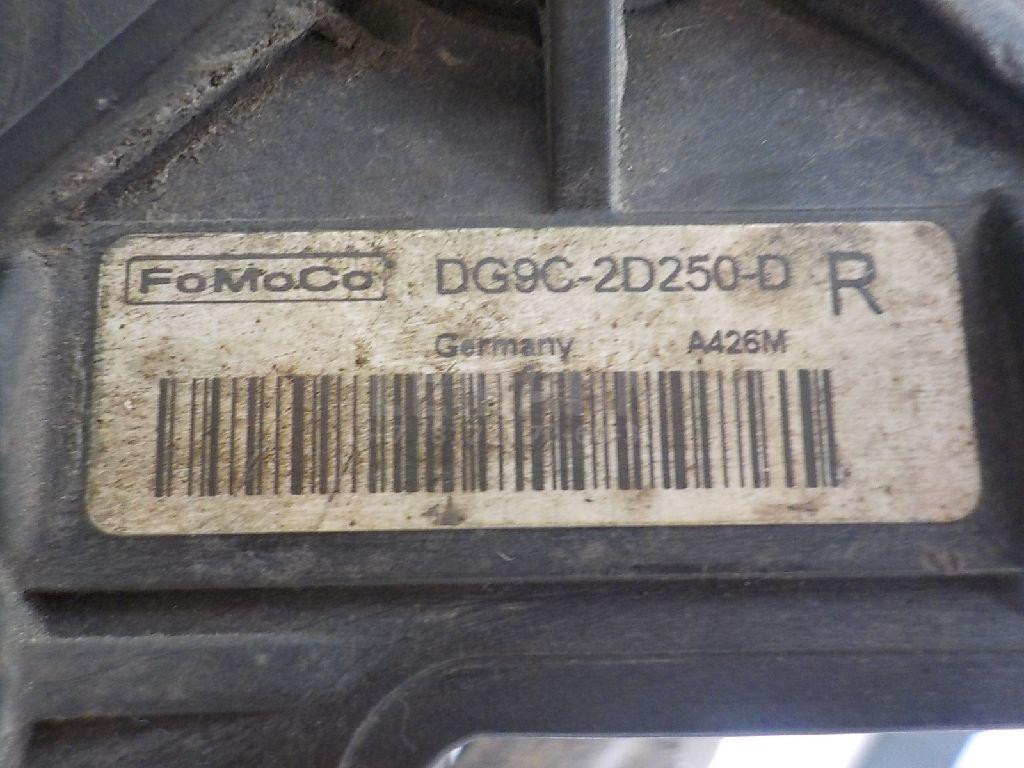 FoMoCo DG9C-2D250-D R
Germany A426M